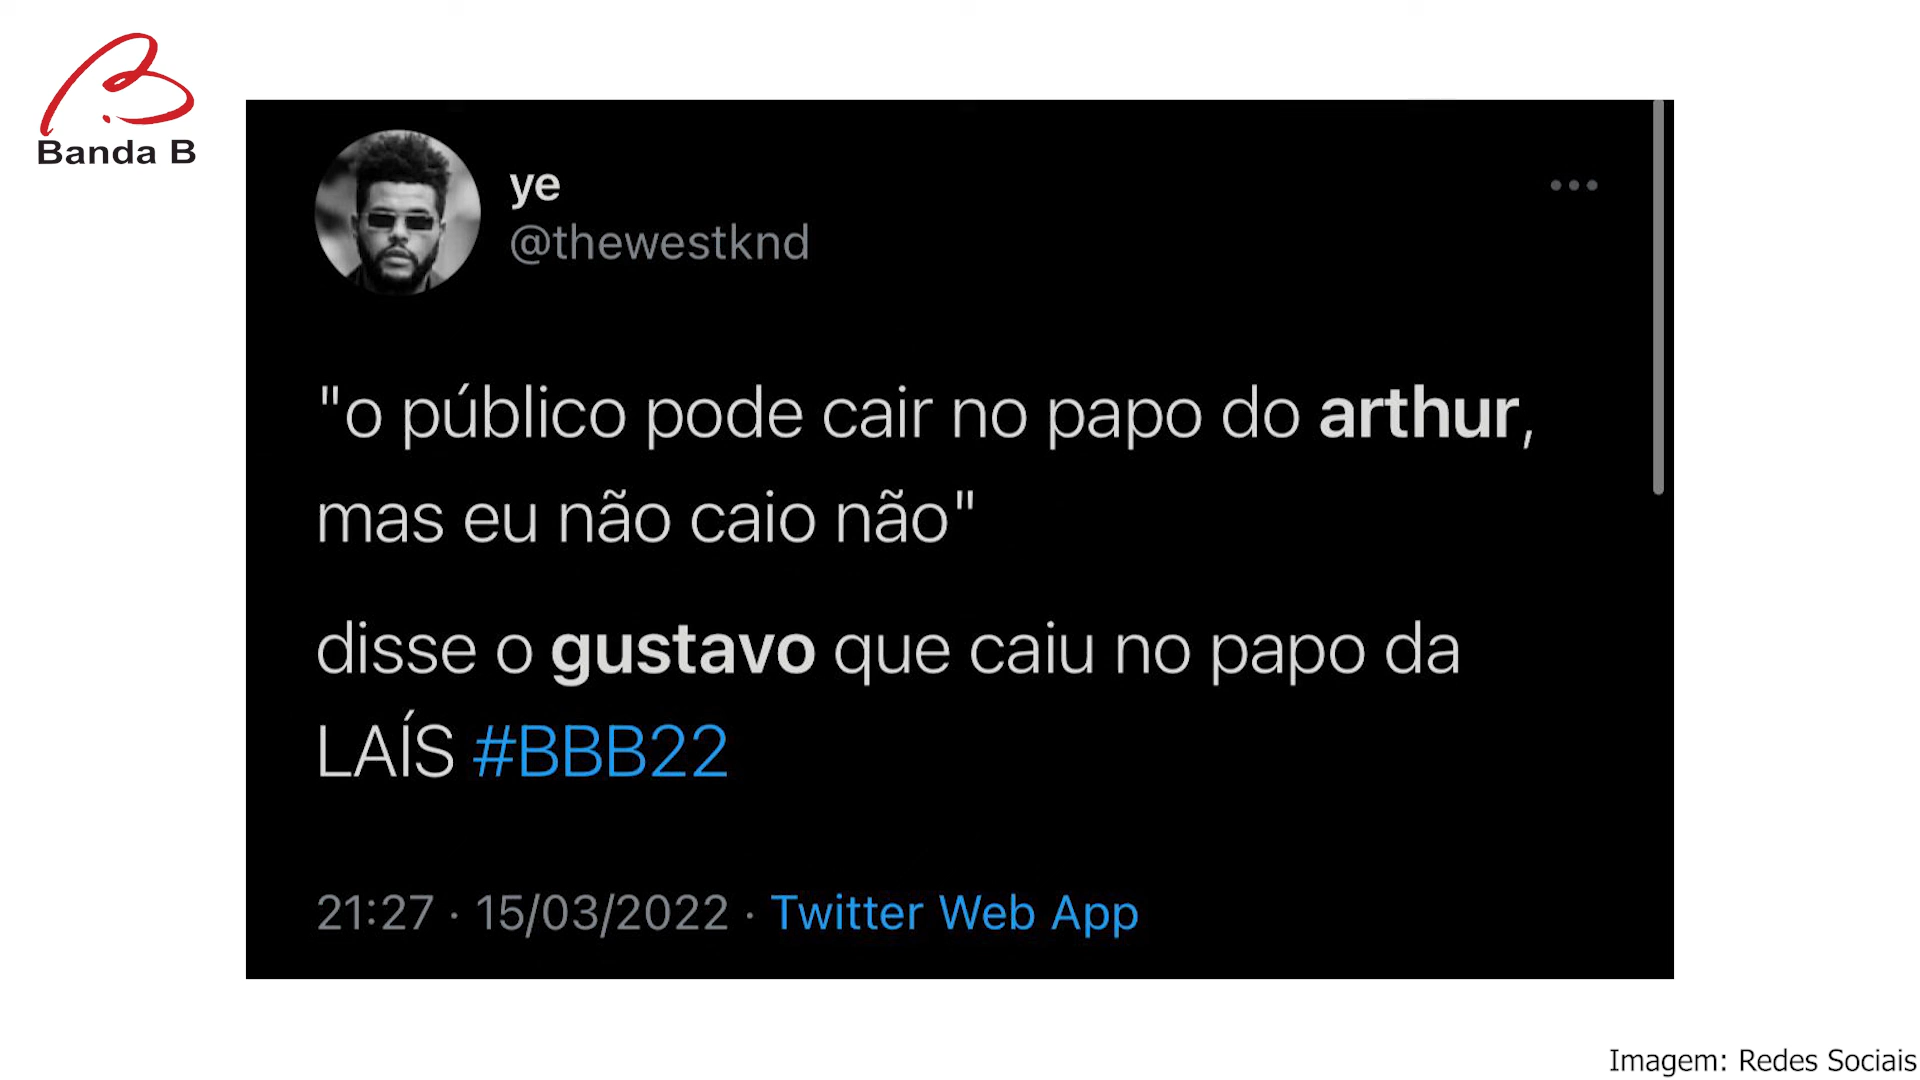 Banda B
ye
@thewestknd
"o público pode cair no papo do arthur,
mas eu não caio não"
disse o gustavo que caiu no papo da
LAÍS #BBB22
21:27 · 15/03/2022 · Twitter Web App
Imagem: Redes Sociais